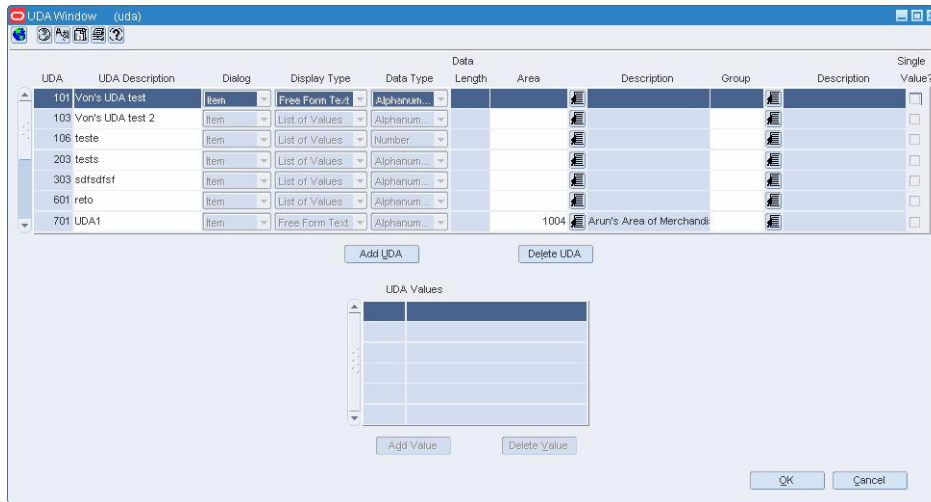 UDA Window (uda)
Data
Single
UDA UDA Description Dialog Display Type Data Type Length Area Description Group Description Value?
101 Von's UDA test Item Free Form Text Alphanum...
103 Von's UDA test 2 Item List of Values Alphanum...
106 teste Item List of Values Number
203 tests Item List of Values Alphanum...
303 sdfsdfsf Item List of Values Alphanum...
601 reto Item List of Values Alphanum...
701 UDA1 Item Free Form Text Alphanum... 1004 Arun's Area of Merchandi
Add UDA Delete UDA
UDA Values
Add Value Delete Value
OK Cancel